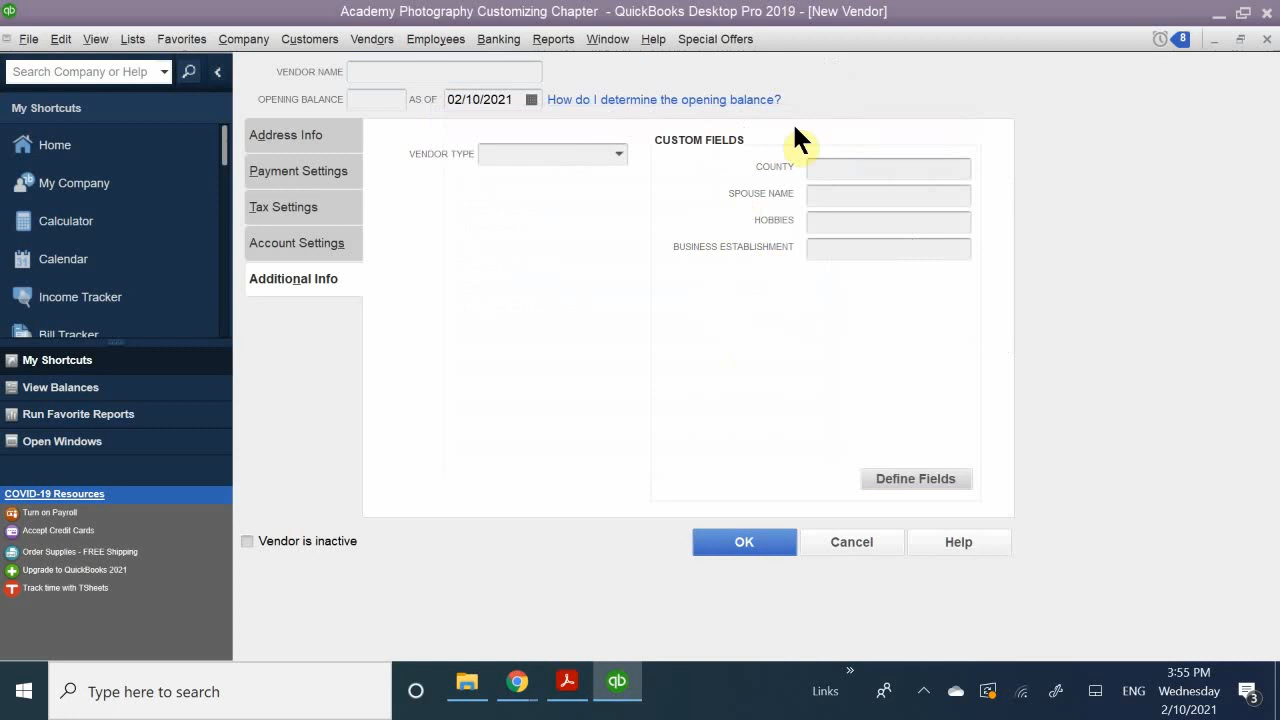 Academy Photography Customizing Chapter - QuickBooks Desktop Pro 2019 - [New Vendor]
File Edit View Lists Favorites Company Customers Vendors Employees Banking Reports Window Help Special Offers 8
Search Company or Help
VENDOR NAME
OPENING BALANCE AS OF 02/10/2021 How do I determine the opening balance?
My Shortcuts
Home
My Company
Calculator
Calendar
Income Tracker
Bill Tracker
My Shortcuts
View Balances
Run Favorite Reports
Open Windows
COVID-19 Resources
Turn on Payroll
Accept Credit Cards
Order Supplies - FREE Shipping
Upgrade to QuickBooks 2021
Track time with TSheets
Address Info
Payment Settings
Tax Settings
Account Settings
Additional Info
VENDOR TYPE
CUSTOM FIELDS
COUNTY
SPOUSE NAME
HOBBIES
BUSINESS ESTABLISHMENT
Define Fields
Vendor is inactive
OK Cancel Help
Type here to search
qb
Links
ENG
3:55 PM
Wednesday
2/10/2021
3